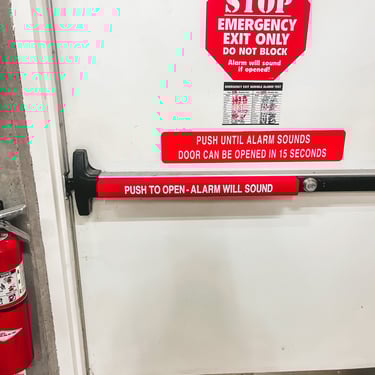 STOP
EMERGENCY
EXIT ONLY
DO NOT BLOCK
Alarm will sound
if opened!
PUSH UNTIL ALARM SOUNDS
DOOR CAN BE OPENED IN 15 SECONDS
PUSH TO OPEN - ALARM WILL SOUND